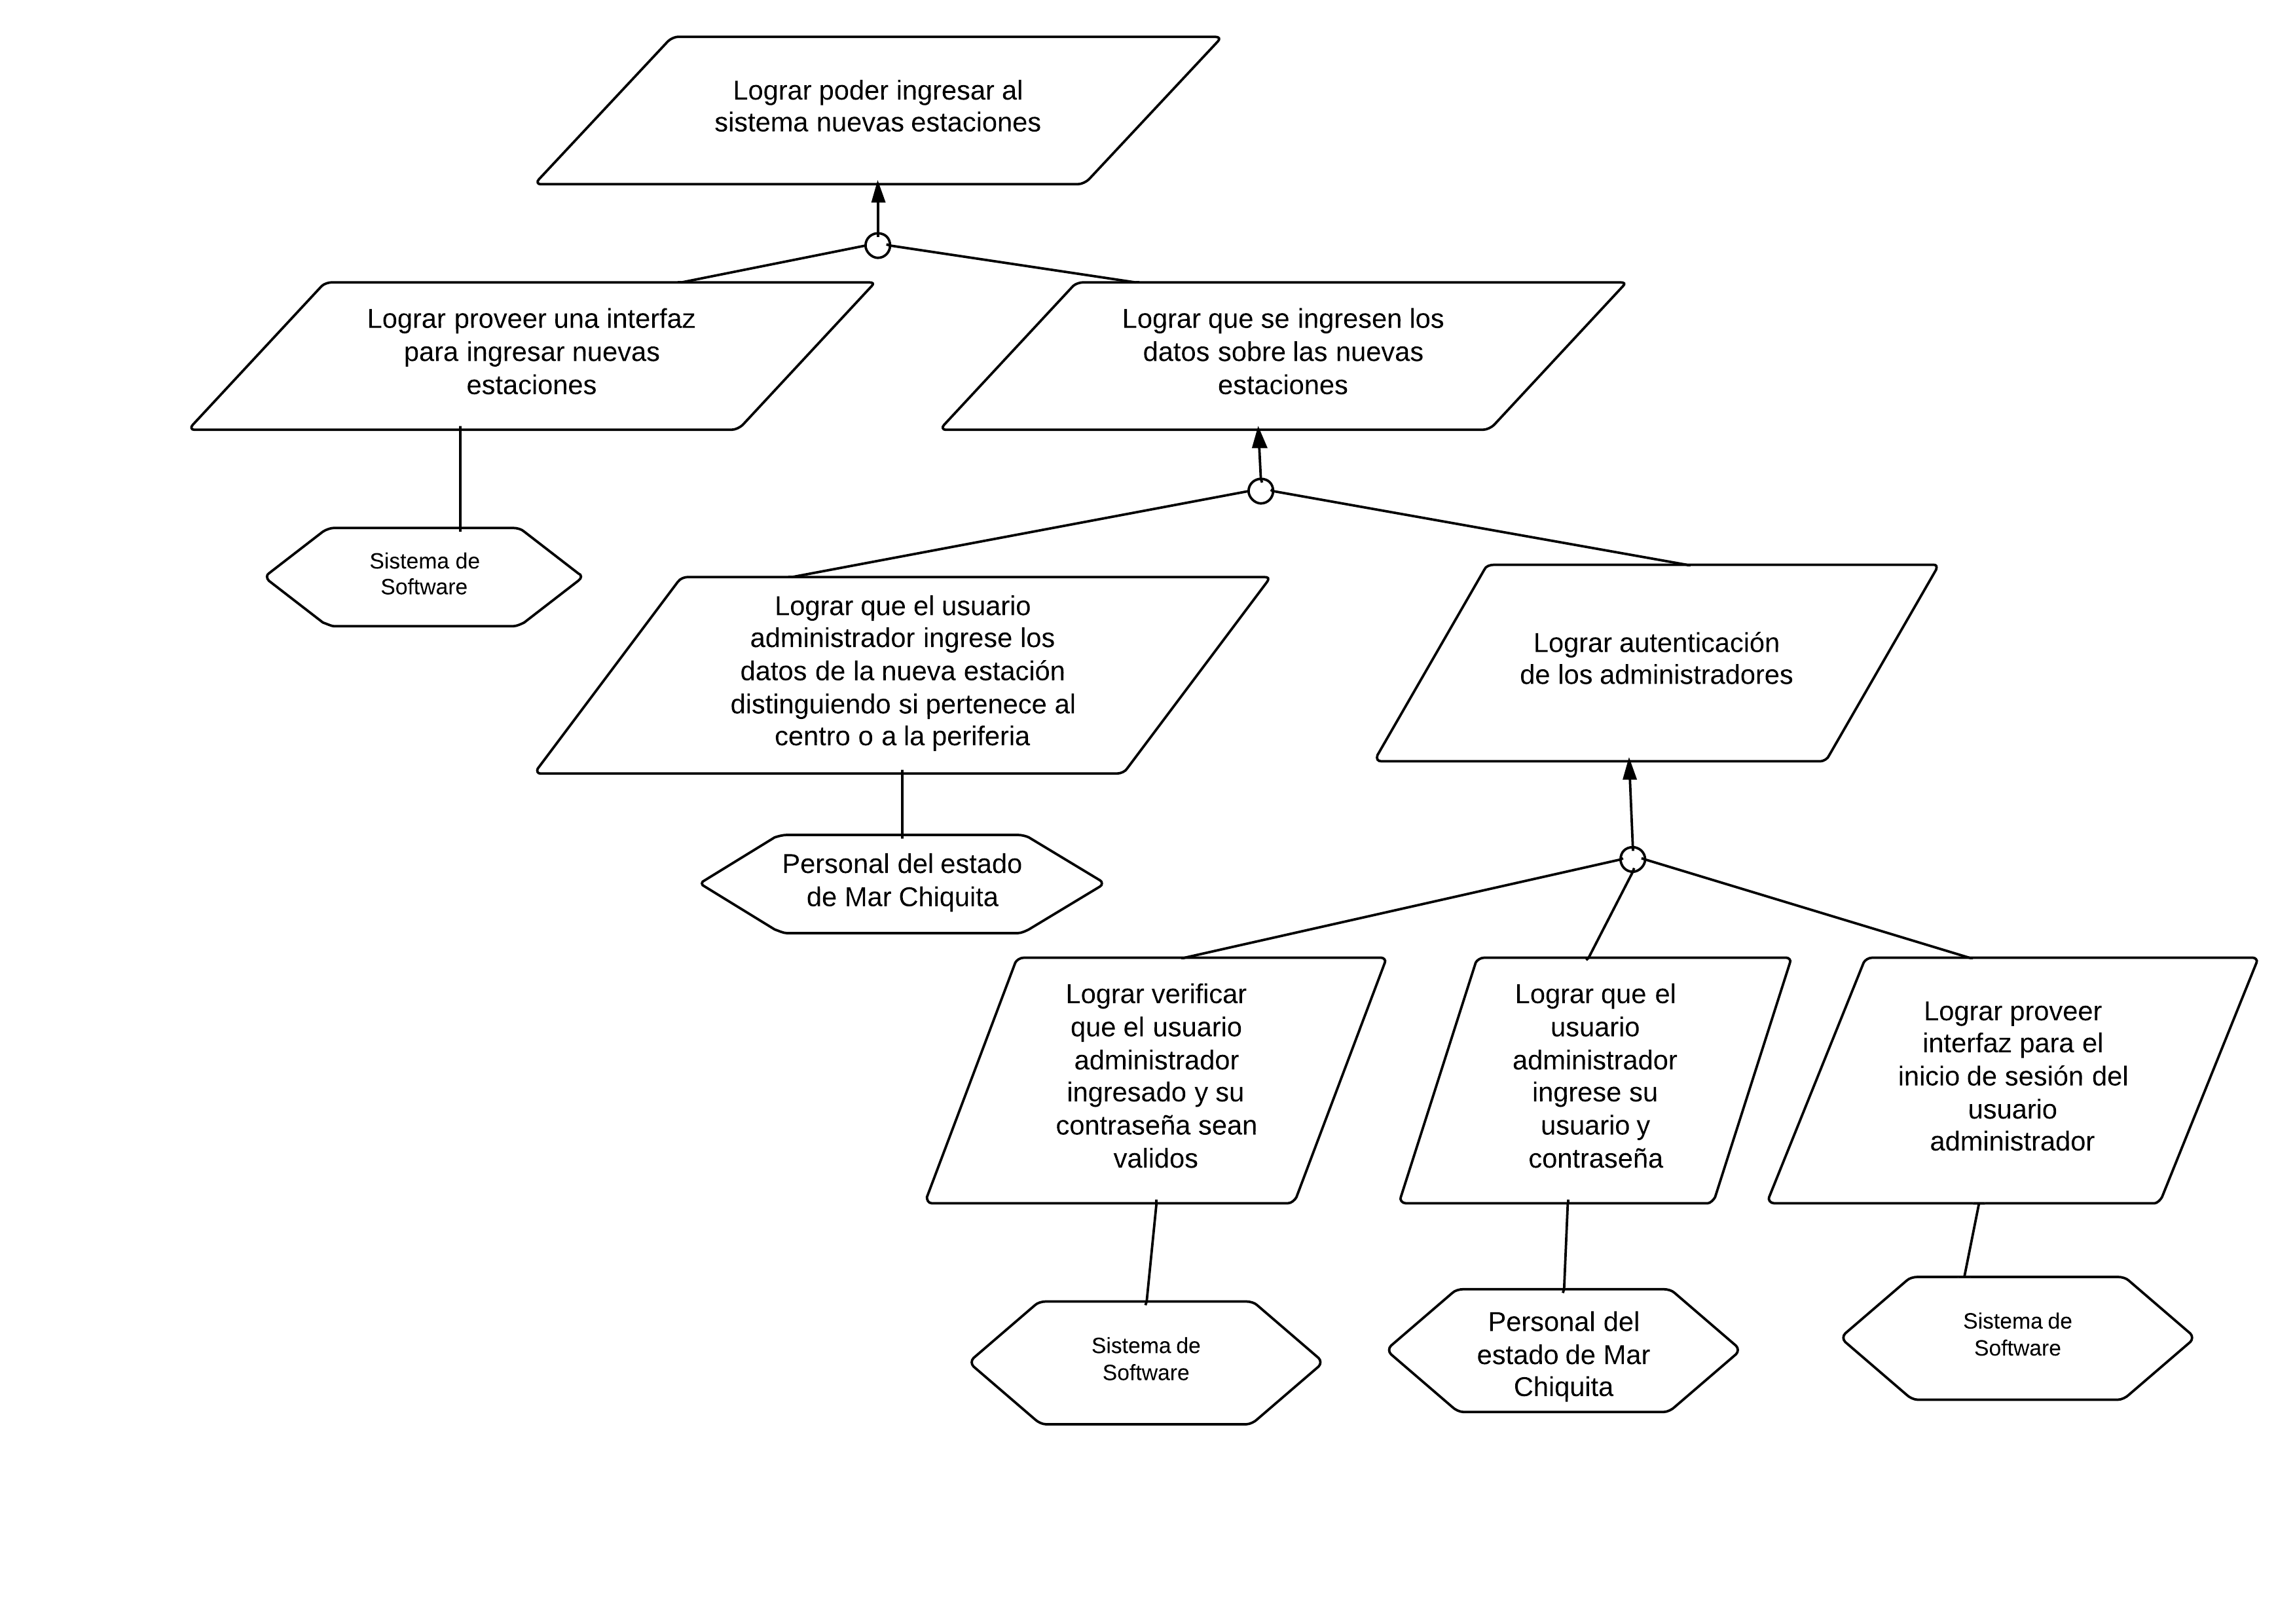 Lograr poder ingresar al
sistema nuevas estaciones
Lograr proveer una interfaz
para ingresar nuevas
estaciones
Lograr que se ingresen los
datos sobre las nuevas
estaciones
Sistema de
Software
Lograr que el usuario
administrador ingrese los
datos de la nueva estación
distinguiendo si pertenece al
centro o a la periferia
Lograr autenticación
de los administradores
Personal del estado
de Mar Chiquita
Lograr verificar
que el usuario
administrador
ingresado y su
contraseña sean
validos
Lograr que el
usuario
administrador
ingrese su
usuario y
contraseña
Lograr proveer
interfaz para el
inicio de sesión del
usuario
administrador
Sistema de
Software
Personal del
estado de Mar
Chiquita
Sistema de
Software